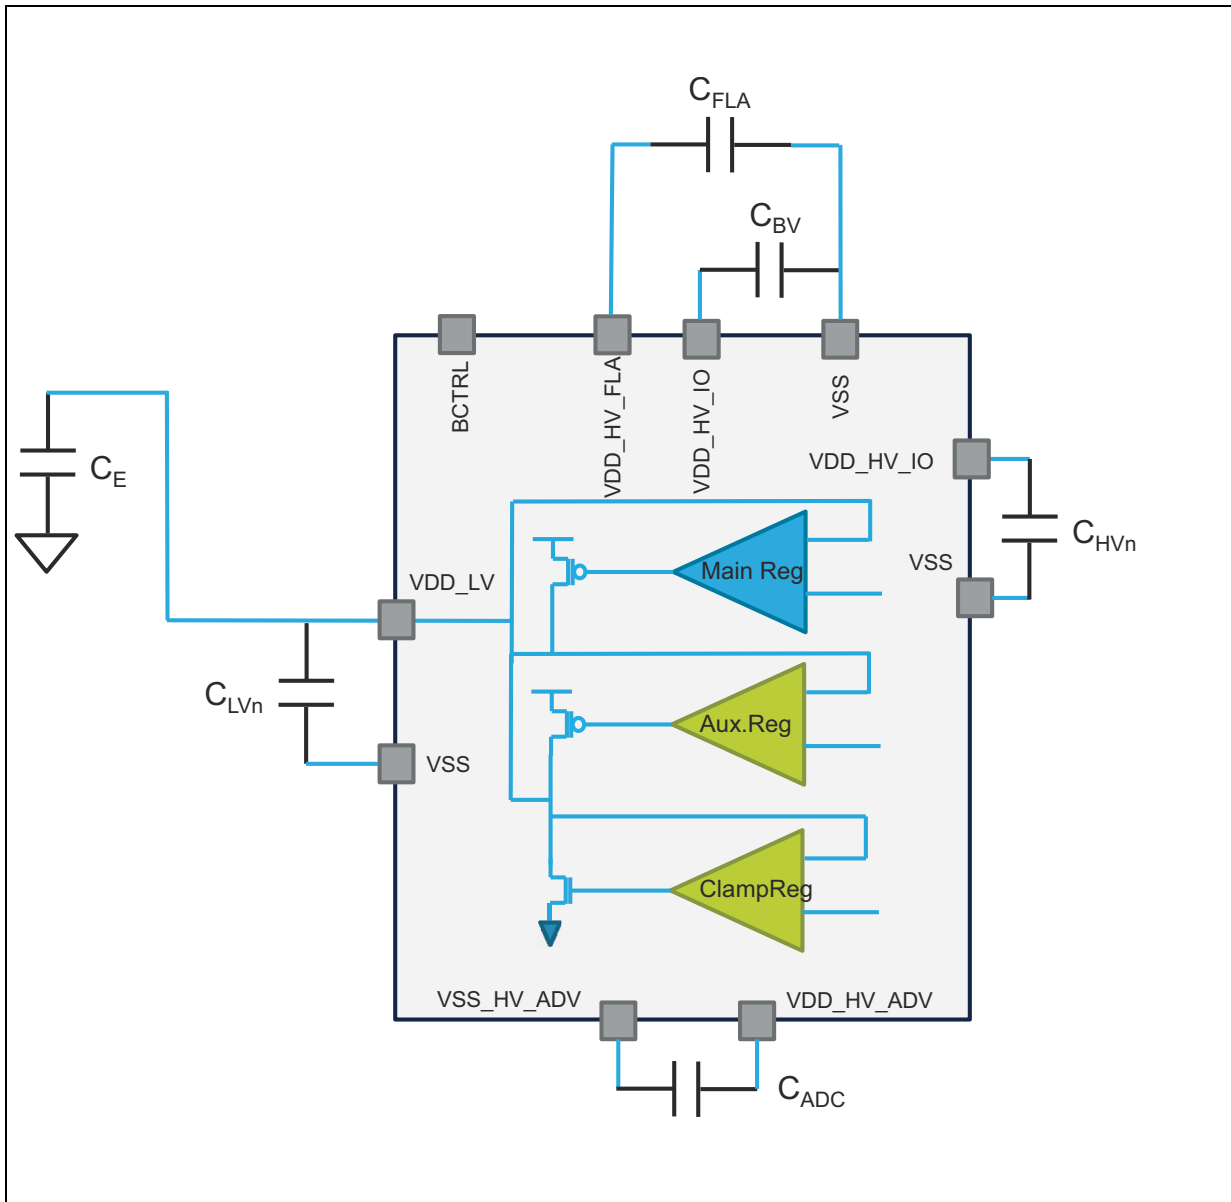 CFLA
CBV
BCTRL
VDD_HV_FLA
VDD_HV_IO
VSS
CE
VDD_HV_IO
CHVn
VSS
Main Reg
VDD_LV
CLVn
Aux.Reg
VSS
ClampReg
VSS_HV_ADV
VDD_HV_ADV
CADC